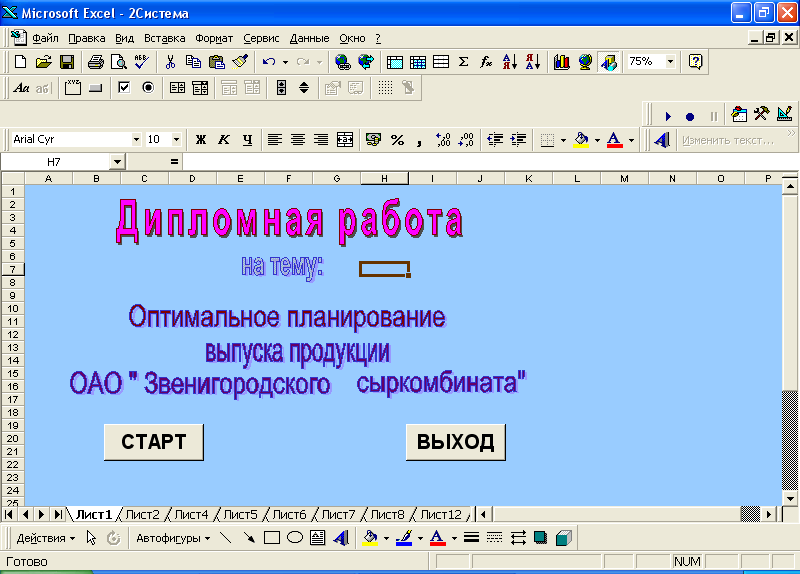 Microsoft Excel - 2Система
Файл Правка Вид Вставка Формат Сервис Данные Окно ?
75%
Aa аб|
Изменить текст...
Arial Cyr 10 Ж К Ч
H7 =
A B C D E F G H I J K L M N O P
1
2
3
4
5
6
7
8
9
10
11
12
13
14
15
16
17
18
19
20
21
22
23
24
25
Дипломная работа
на тему:
Оптимальное планирование
выпуска продукции
ОАО " Звенигородского сыркомбината"
СТАРТ ВЫХОД
Лист1 Лист2 Лист4 Лист5 Лист6 Лист7 Лист8 Лист12
Действия Автофигуры
Готово NUM